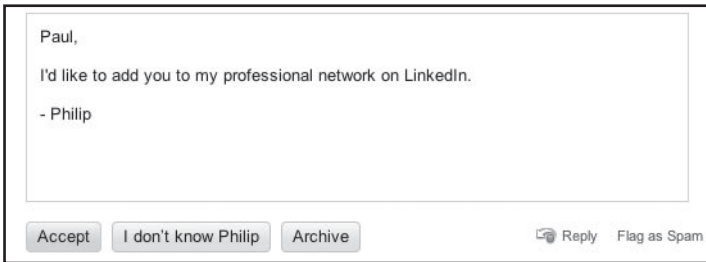 Paul,
I'd like to add you to my professional network on LinkedIn.
- Philip
Accept I don't know Philip Archive Reply Flag as Spam